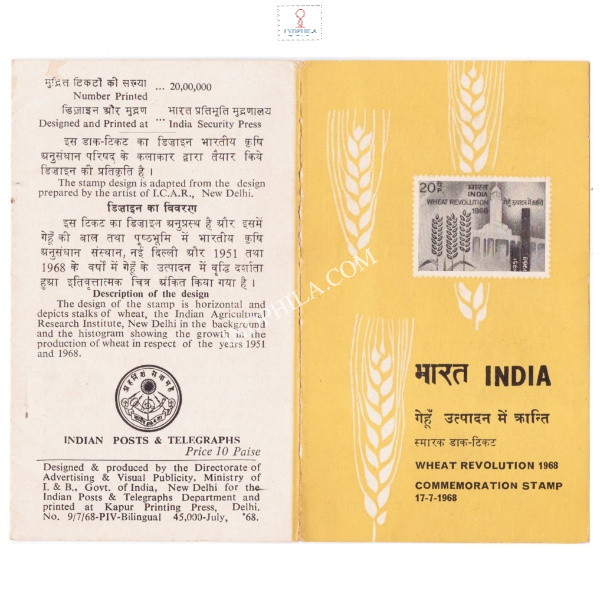 मुद्रित टिकटों की संख्या ... 20,00,000
Number Printed
डिज़ाइन और मुद्रण भारत प्रतिभूति मुद्रणालय
Designed and Printed at ... India Security Press
इस डाक-टिकट का डिज़ाइन भारतीय कृषि
अनुसंधान परिषद के कलाकार द्वारा तैयार किये
डिज़ाइन की प्रतिकृति है ।
The stamp design is adapted from the design
prepared by the artist of I.C.A.R., New Delhi.
डिज़ाइन का विवरण
इस टिकट का डिज़ाइन अनुप्रस्थ है और इसमें
गेहूँ की बाल तथा पृष्ठभूमि में भारतीय कृषि
अनुसंधान संस्थान, नई दिल्ली और 1951 तथा
1968 के वर्षों में गेहूं के उत्पादन में वृद्धि दर्शाता
हुआ इतिवृत्तात्मक चित्र अंकित किया गया है ।
Description of the design
The design of the stamp is horizontal and
depicts stalks of wheat, the Indian Agricultural
Research Institute, New Delhi in the background
and the histogram showing the growth in the
production of wheat in respect of the years 1951
and 1968.
अहर्निशं सेवामहे
INDIAN POSTS & TELEGRAPHS
Price 10 Paise
Designed & produced by the Directorate of
Advertising & Visual Publicity, Ministry of
I. & B., Govt. of India, New Delhi for the
Indian Posts & Telegraphs Department and
printed at Kapur Printing Press, Delhi.
No. 9/7/68-PIV-Bilingual 45,000-July, '68.
20 भारत
INDIA
WHEAT REVOLUTION गेहूँ उत्पादन में क्रान्ति
1968
1951
1968
भारत INDIA
गेहूँ उत्पादन में क्रान्ति
स्मारक डाक-टिकट
WHEAT REVOLUTION 1968
COMMEMORATION STAMP
17-7-1968